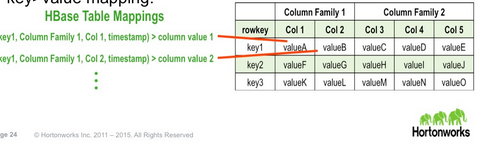 key-value mapping.
HBase Table Mappings
key1, Column Family 1, Col 1, timestamp) > column value 1
key1, Column Family 1, Col 2, timestamp) > column value 2
Column Family 1 Column Family 2
rowkey Col 1 Col 2 Col 3 Col 4 Col 5
key1 valueA valueB valueC valueD valueE
key2 valueF valueG valueH valueI valueJ
key3 valueK valueL valueM valueN valueO
ge 24 © Hortonworks Inc. 2011 – 2015. All Rights Reserved
Hortonworks